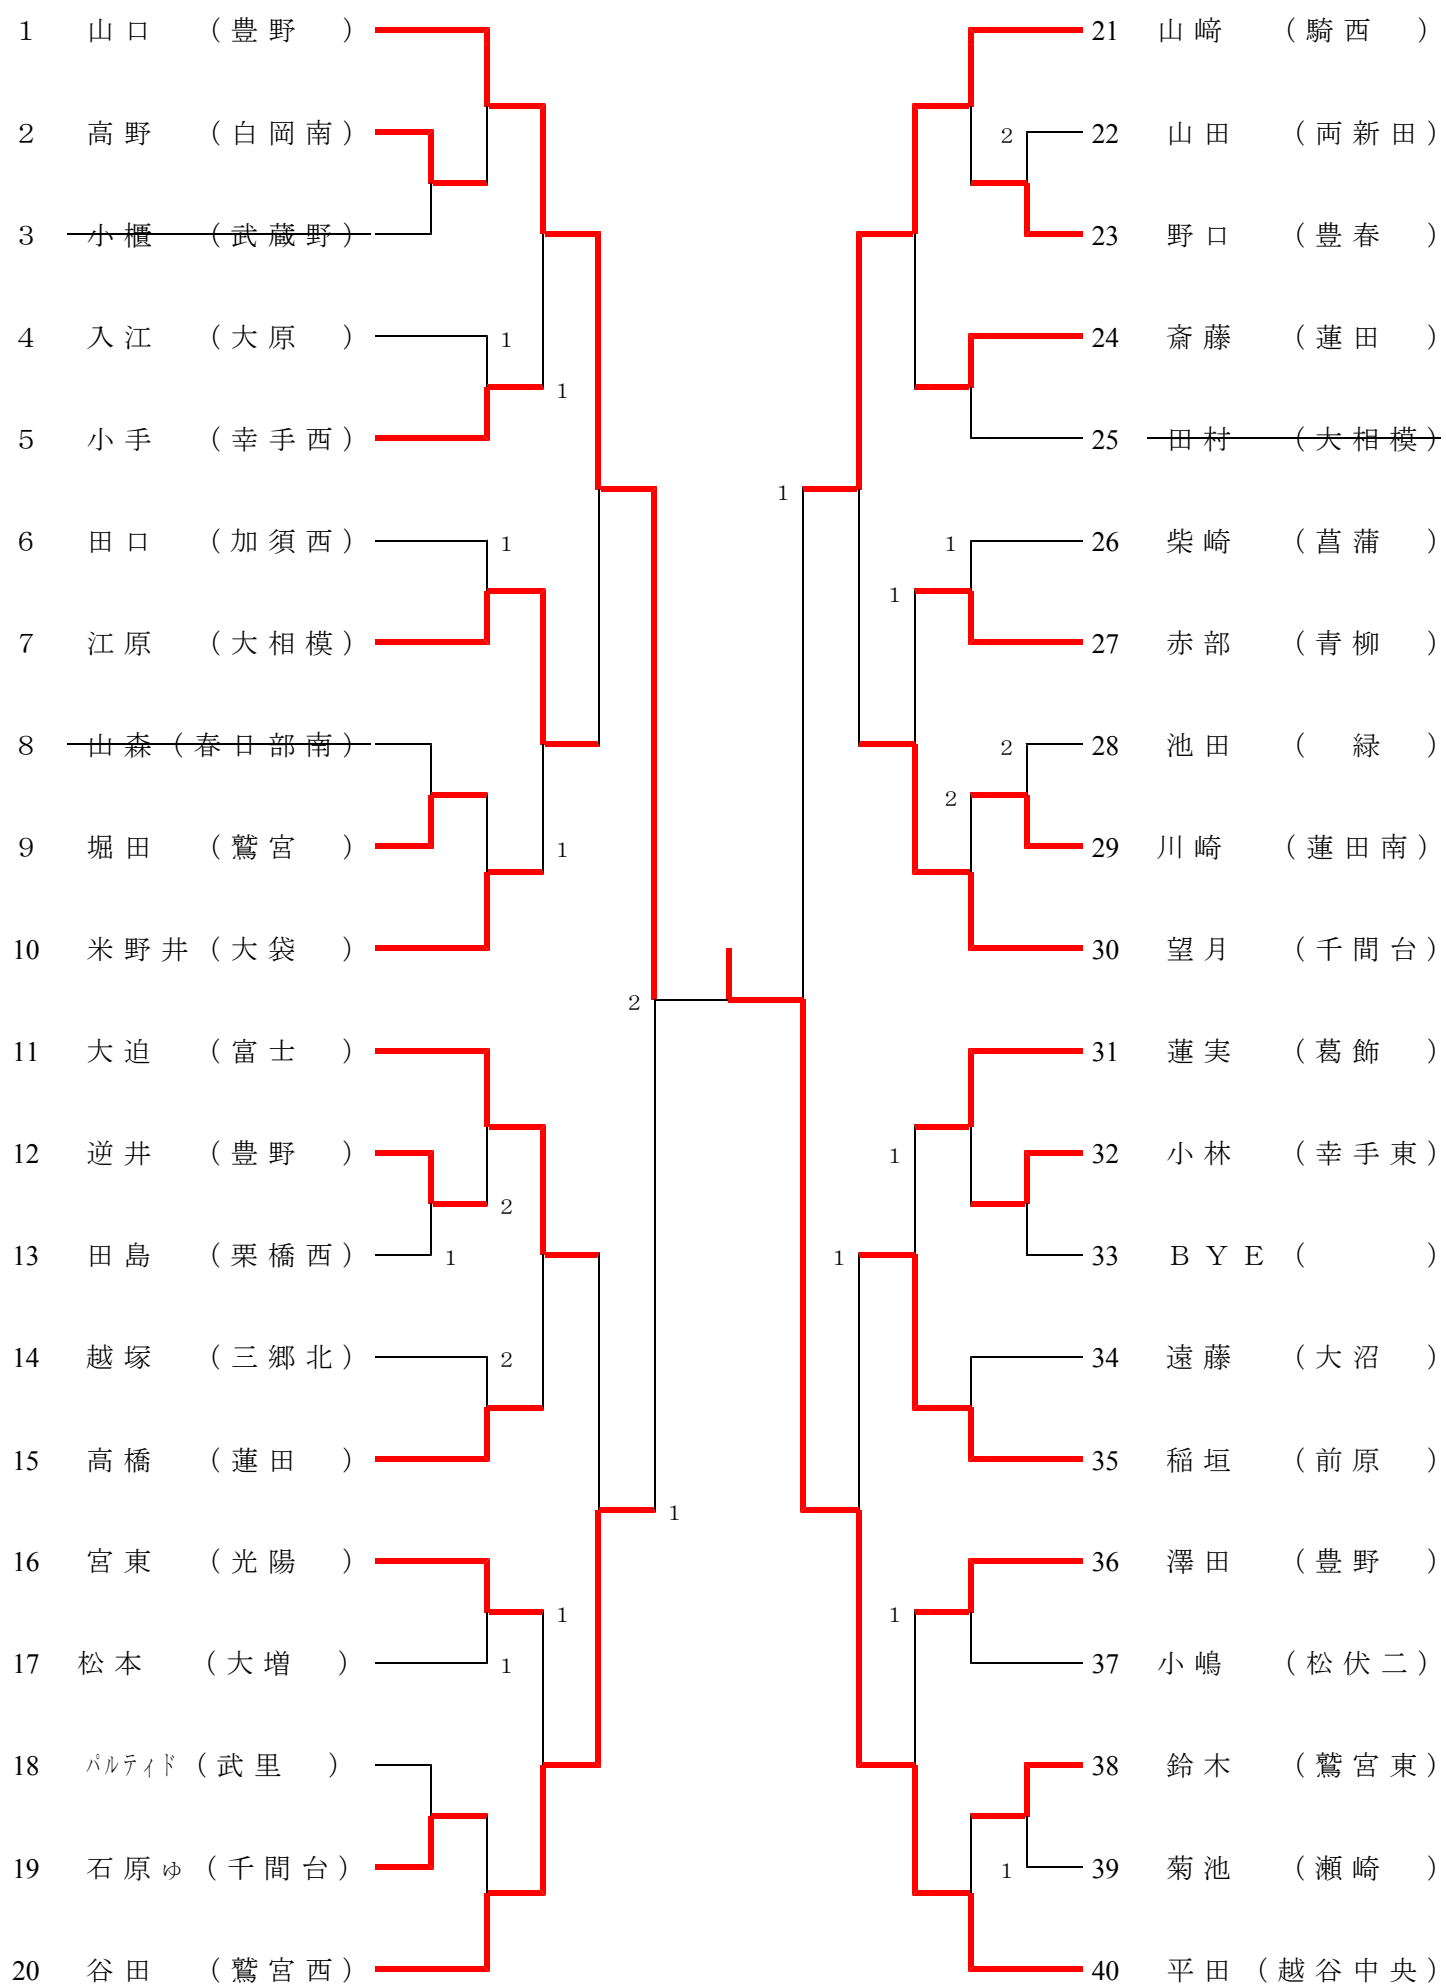 1 山口 （豊野 ）
2 高野 （白岡南）
3 小櫃 （武蔵野）
4 入江 （大原 ）
1
5 小手 （幸手西）
1
6 田口 （加須西）
1
7 江原 （大相模）
8 山森（春日部南）
9 堀田 （鷲宮 ）
1
10 米野井（大袋 ）
2
11 大迫 （富士 ）
12 逆井 （豊野 ）
2
13 田島 （栗橋西）
1
14 越塚 （三郷北）
2
15 高橋 （蓮田 ）
1
16 宮東 （光陽 ）
1
17 松本 （大増 ）
1
18 パルティド（武里 ）
19 石原ゅ（千間台）
20 谷田 （鷲宮西）
21 山﨑 （騎西 ）
2
22 山田 （両新田）
23 野口 （豊春 ）
24 斎藤 （蓮田 ）
25 田村 （大相模）
1
1
26 柴崎 （菖蒲 ）
1
27 赤部 （青柳 ）
2
28 池田 （ 緑 ）
2
29 川崎 （蓮田南）
30 望月 （千間台）
31 蓮実 （葛飾 ）
1
32 小林 （幸手東）
1
33 ＢＹＥ（ ）
34 遠藤 （大沼 ）
35 稲垣 （前原 ）
36 澤田 （豊野 ）
1
37 小嶋 （松伏二）
38 鈴木 （鷲宮東）
1
39 菊池 （瀬崎 ）
40 平田（越谷中央）